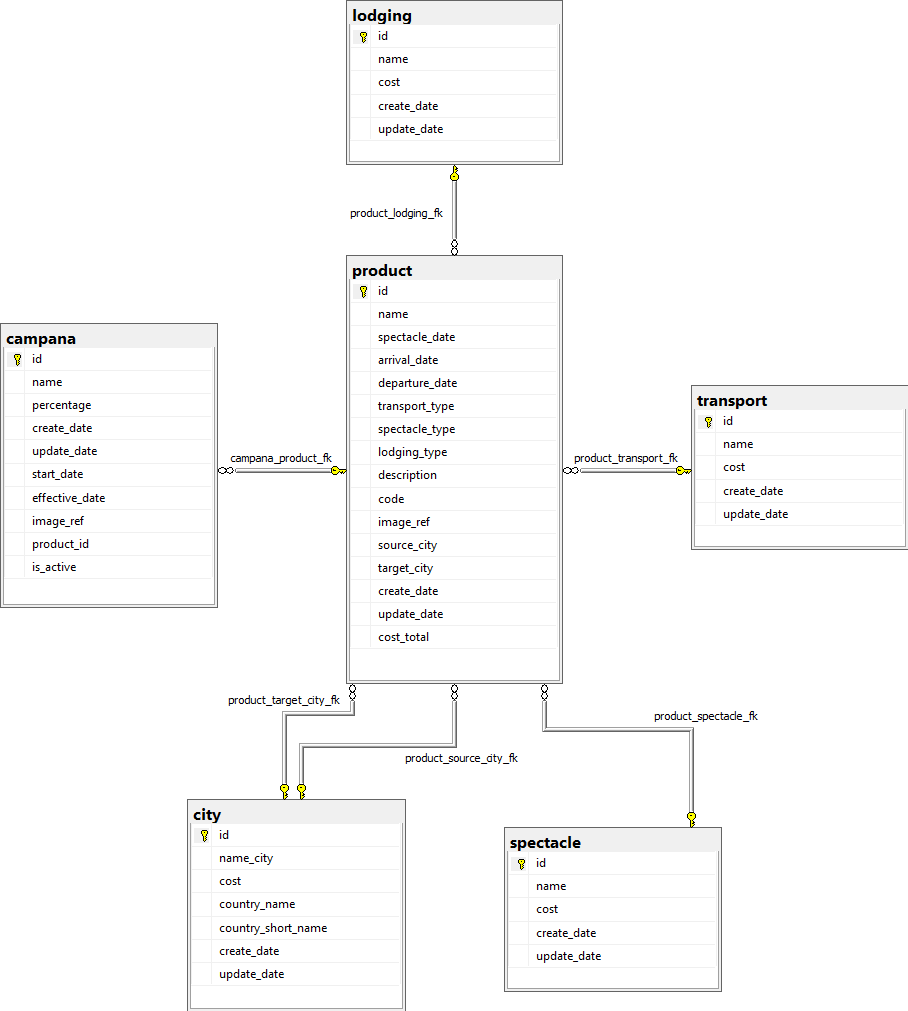 lodging
id
name
cost
create_date
update_date
product_lodging_fk
product
id
name
spectacle_date
arrival_date
departure_date
transport_type
spectacle_type
lodging_type
description
code
image_ref
source_city
target_city
create_date
update_date
cost_total
campana
id
name
percentage
create_date
update_date
start_date
effective_date
image_ref
product_id
is_active
campana_product_fk
product_transport_fk
transport
id
name
cost
create_date
update_date
product_target_city_fk
product_source_city_fk
product_spectacle_fk
city
id
name_city
cost
country_name
country_short_name
create_date
update_date
spectacle
id
name
cost
create_date
update_date